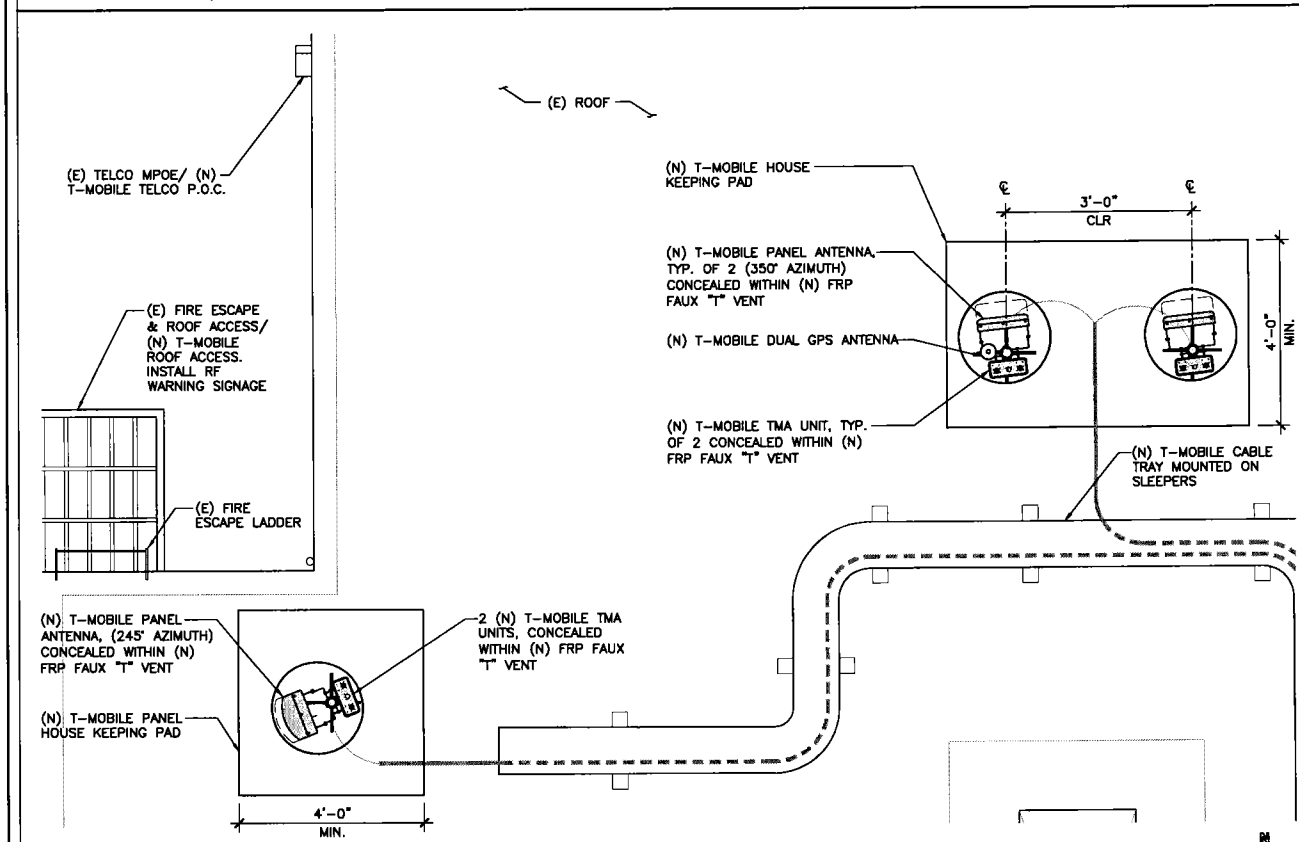 (E) ROOF
(E) TELCO MPOE/ (N)
T-MOBILE TELCO P.O.C.
(N) T-MOBILE HOUSE
KEEPING PAD
℄
℄
3'-0"
CLR
(N) T-MOBILE PANEL ANTENNA,
TYP. OF 2 (350° AZIMUTH)
CONCEALED WITHIN (N) FRP
FAUX "T" VENT
(E) FIRE ESCAPE
& ROOF ACCESS/
(N) T-MOBILE
ROOF ACCESS.
INSTALL RF
WARNING SIGNAGE
(N) T-MOBILE DUAL GPS ANTENNA
4'-0"
MIN.
(N) T-MOBILE TMA UNIT, TYP.
OF 2 CONCEALED WITHIN (N)
FRP FAUX "T" VENT
(N) T-MOBILE CABLE
TRAY MOUNTED ON
SLEEPERS
(E) FIRE
ESCAPE LADDER
(N) T-MOBILE PANEL
ANTENNA, (245° AZIMUTH)
CONCEALED WITHIN (N)
FRP FAUX "T" VENT
2 (N) T-MOBILE TMA
UNITS, CONCEALED
WITHIN (N) FRP FAUX
"T" VENT
(N) T-MOBILE PANEL
HOUSE KEEPING PAD
4'-0"
MIN.